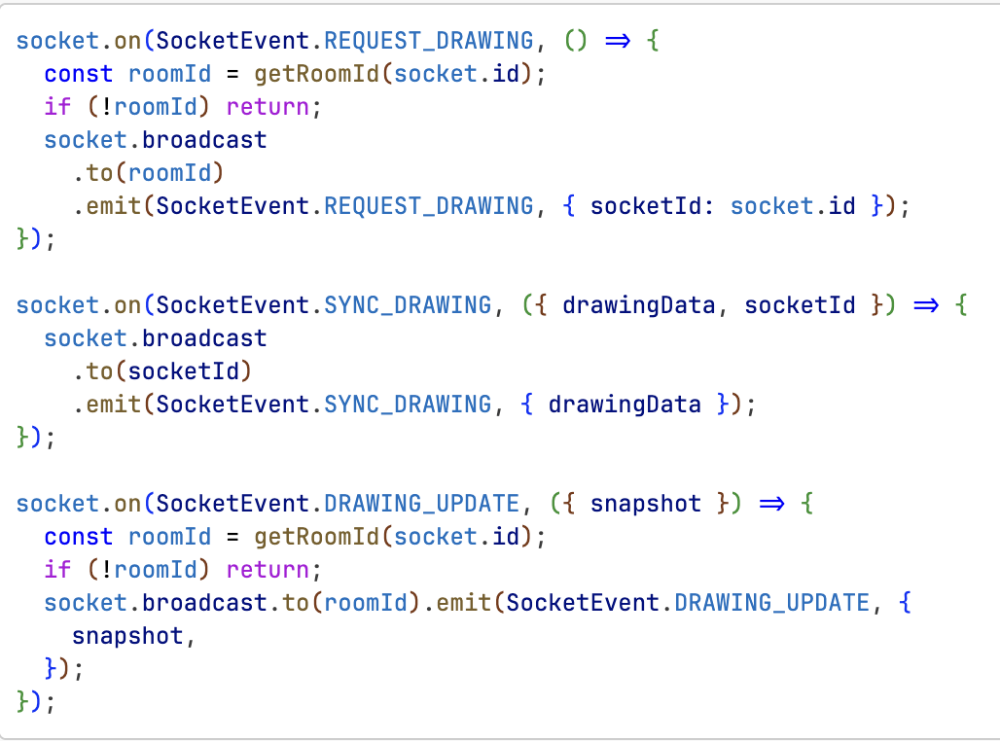 socket.on(SocketEvent.REQUEST_DRAWING, () => {
  const roomId = getRoomId(socket.id);
  if (!roomId) return;
  socket.broadcast
    .to(roomId)
    .emit(SocketEvent.REQUEST_DRAWING, { socketId: socket.id });
});

socket.on(SocketEvent.SYNC_DRAWING, ({ drawingData, socketId }) => {
  socket.broadcast
    .to(socketId)
    .emit(SocketEvent.SYNC_DRAWING, { drawingData });
});

socket.on(SocketEvent.DRAWING_UPDATE, ({ snapshot }) => {
  const roomId = getRoomId(socket.id);
  if (!roomId) return;
  socket.broadcast.to(roomId).emit(SocketEvent.DRAWING_UPDATE, {
    snapshot,
  });
});